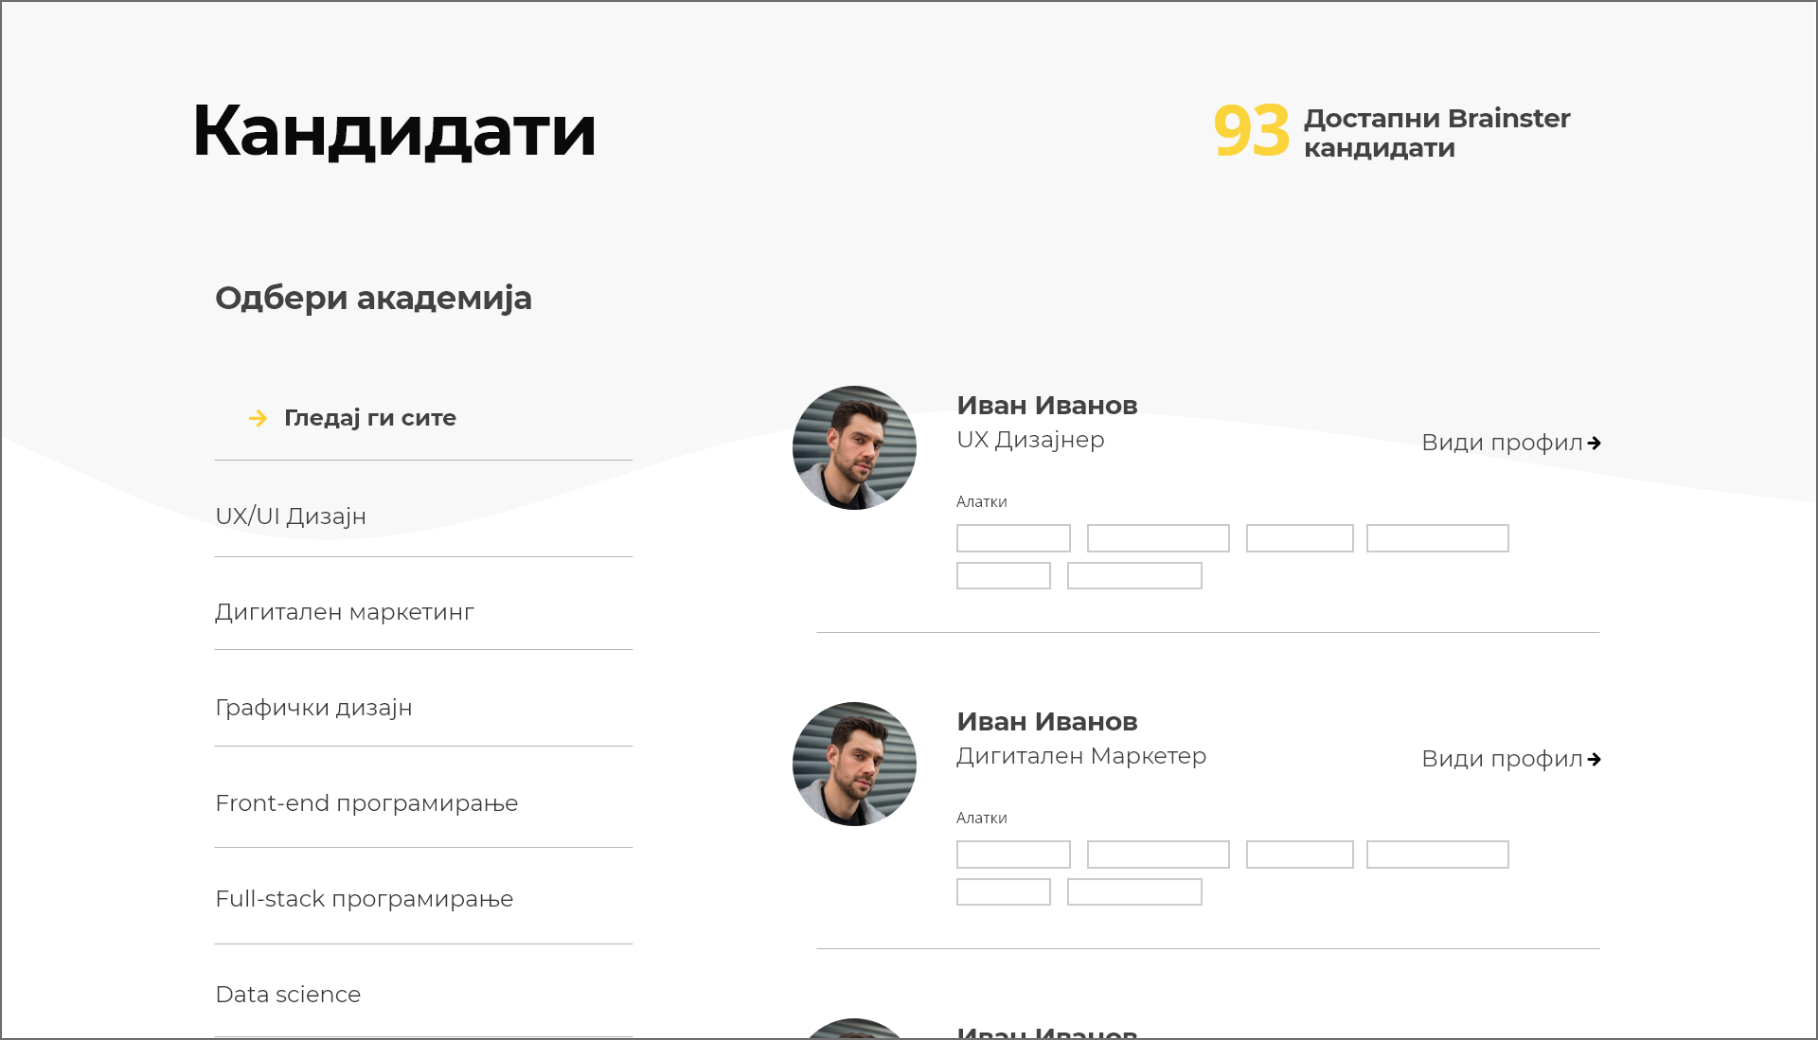 Кандидати
93
Достапни Brainster
кандидати
Одбери академија
→ Гледај ги сите
UX/UI Дизајн
Дигитален маркетинг
Графички дизајн
Front-end програмирање
Full-stack програмирање
Data science
Иван Иванов
UX Дизајнер
Види профил →
Алатки
Иван Иванов
Дигитален Маркетер
Види профил →
Алатки
Иван Иванов